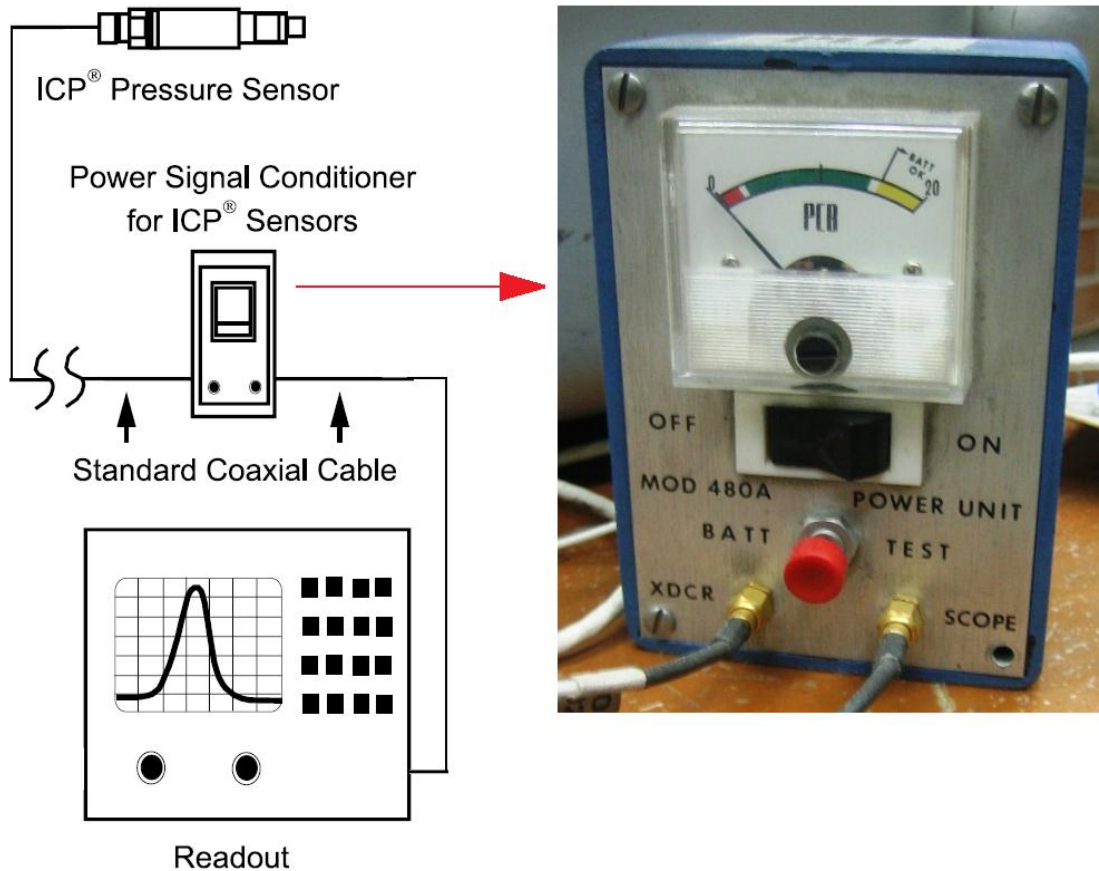 ICP® Pressure Sensor
Power Signal Conditioner
for ICP® Sensors
Standard Coaxial Cable
Readout
0
BATT
OK
20
PCB
OFF
ON
MOD 480A
POWER UNIT
BATT
TEST
XDCR
SCOPE